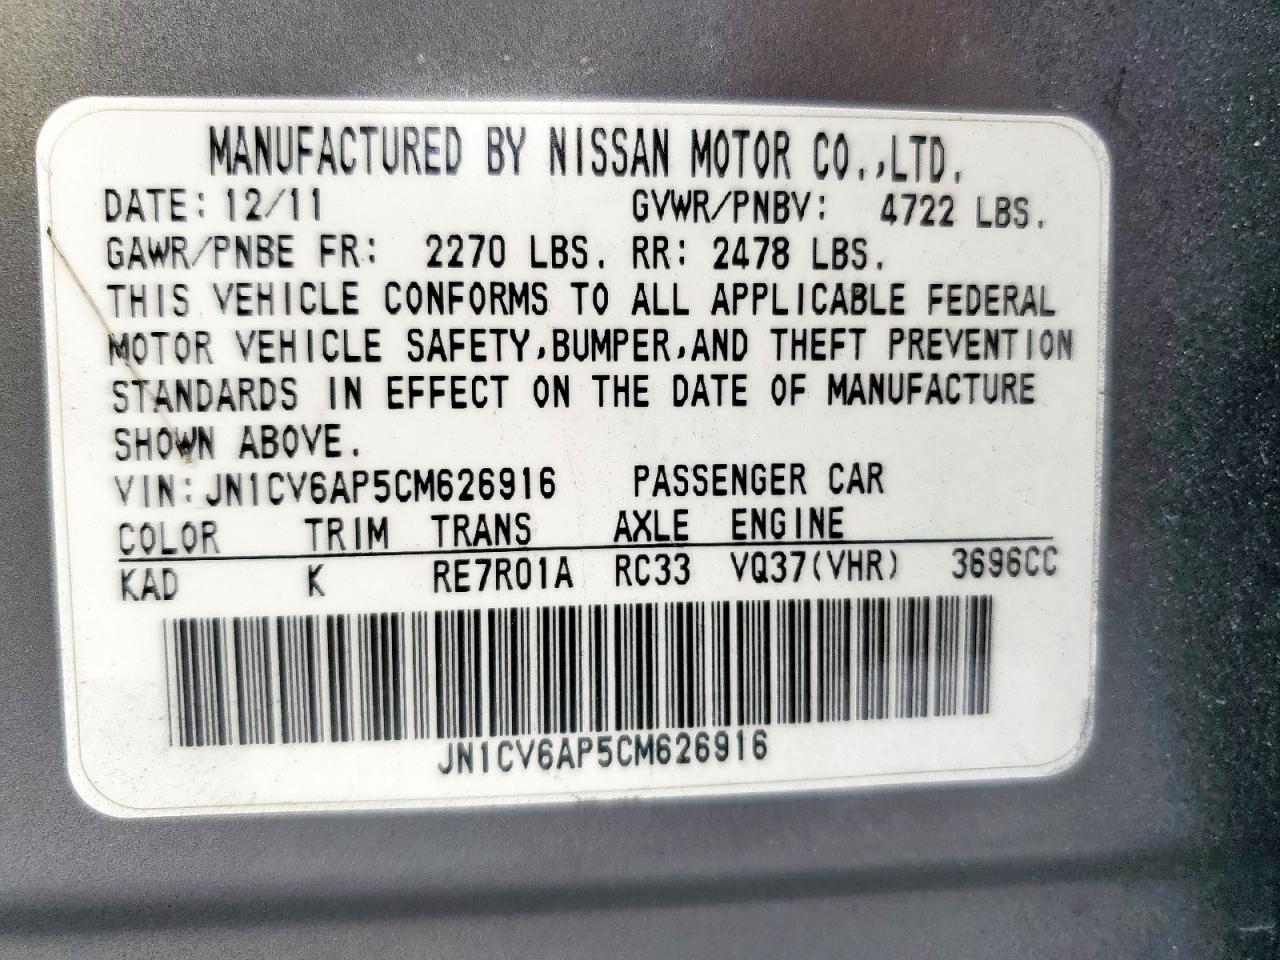 MANUFACTURED BY NISSAN MOTOR CO.,LTD.
DATE: 12/11 GVWR/PNBV: 4722 LBS.
GAWR/PNBE FR: 2270 LBS. RR: 2478 LBS.
THIS VEHICLE CONFORMS TO ALL APPLICABLE FEDERAL
MOTOR VEHICLE SAFETY,BUMPER,AND THEFT PREVENTION
STANDARDS IN EFFECT ON THE DATE OF MANUFACTURE
SHOWN ABOVE.
VIN:JN1CV6AP5CM626916 PASSENGER CAR
COLOR TRIM TRANS AXLE ENGINE
KAD K RE7R01A RC33 VQ37(VHR) 3696CC
JN1CV6AP5CM626916